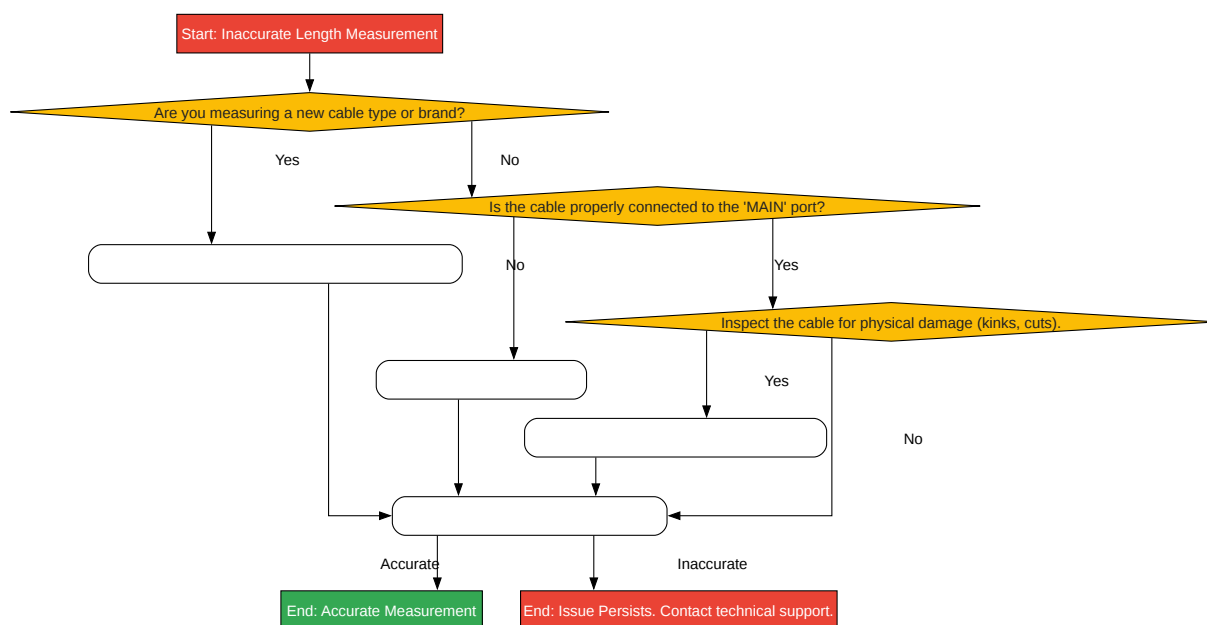 Start: Inaccurate Length Measurement
Are you measuring a new cable type or brand?
Yes
No
Is the cable properly connected to the 'MAIN' port?
No
Yes
Inspect the cable for physical damage (kinks, cuts).
Yes
No
Accurate
Inaccurate
End: Accurate Measurement
End: Issue Persists. Contact technical support.